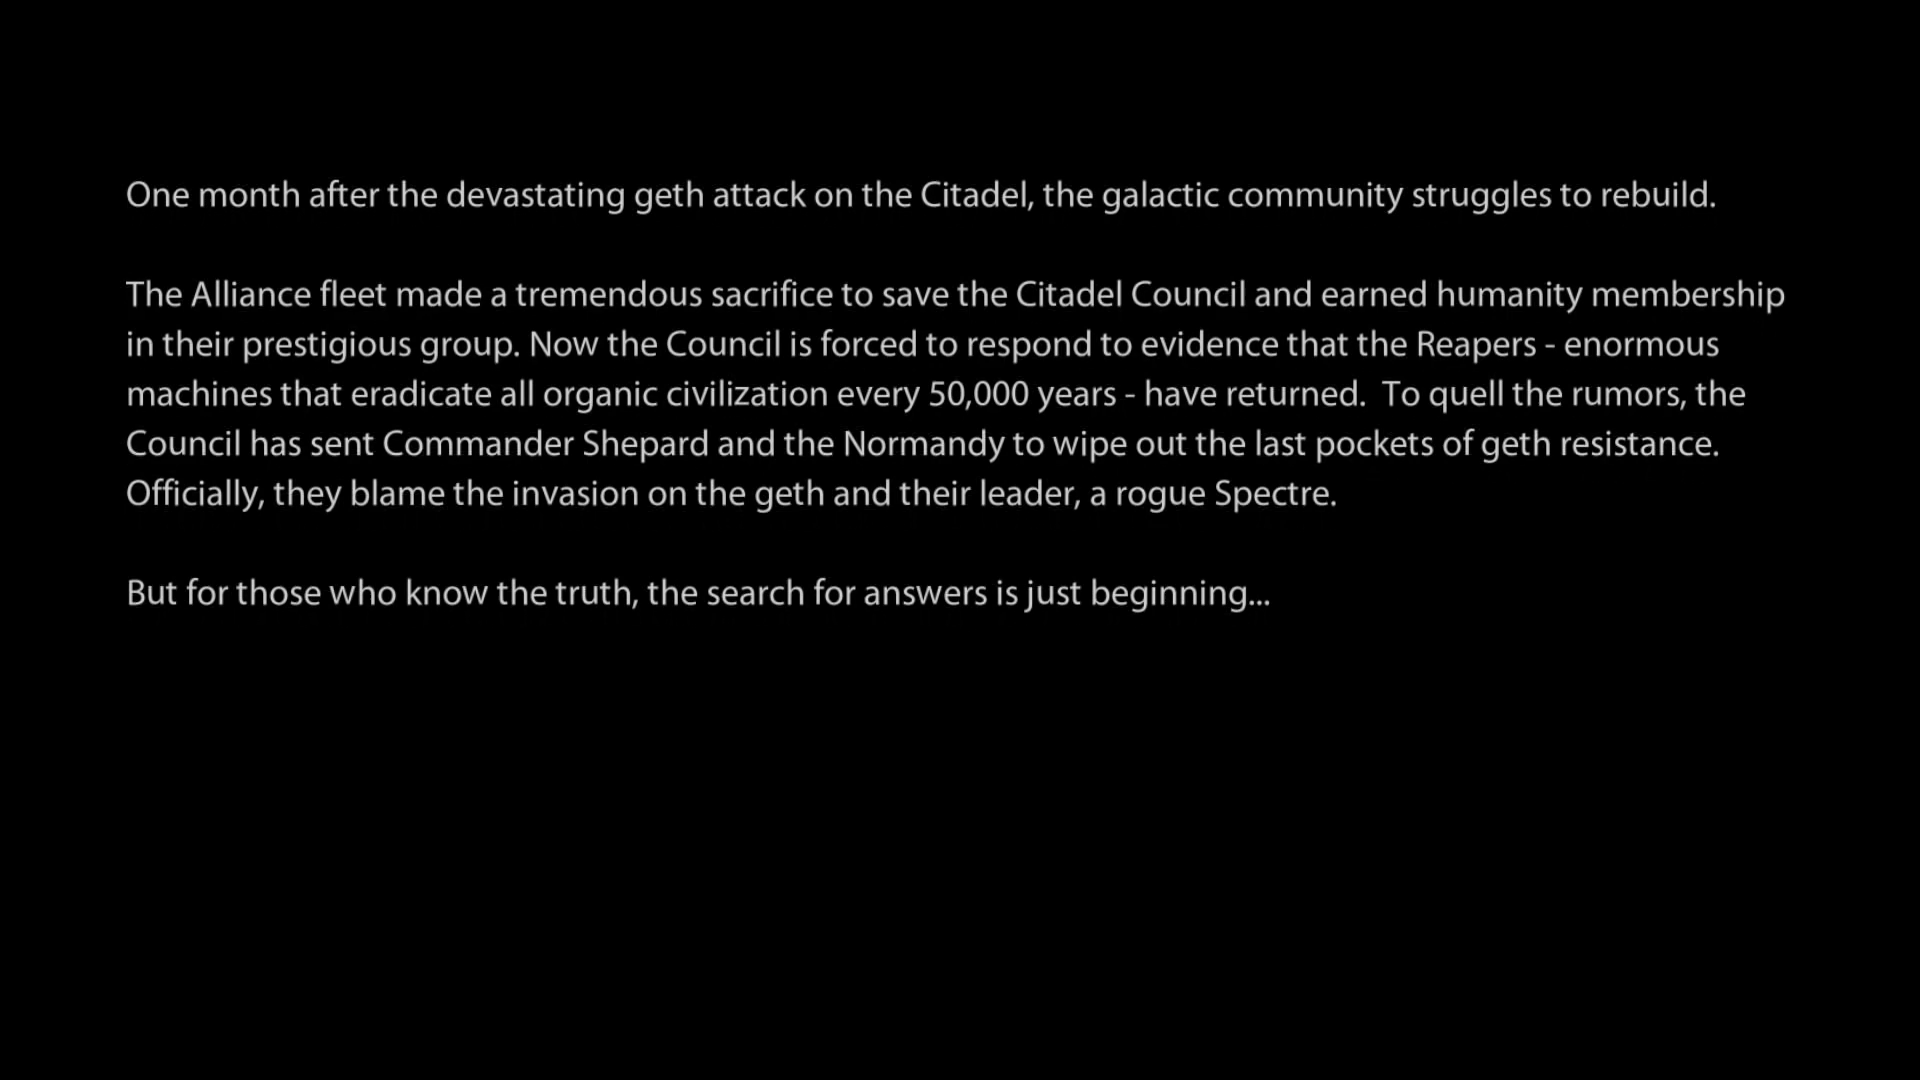 One month after the devastating geth attack on the Citadel, the galactic community struggles to rebuild.
The Alliance fleet made a tremendous sacrifice to save the Citadel Council and earned humanity membership
in their prestigious group. Now the Council is forced to respond to evidence that the Reapers - enormous
machines that eradicate all organic civilization every 50,000 years - have returned.  To quell the rumors, the
Council has sent Commander Shepard and the Normandy to wipe out the last pockets of geth resistance.
Officially, they blame the invasion on the geth and their leader, a rogue Spectre.
But for those who know the truth, the search for answers is just beginning...